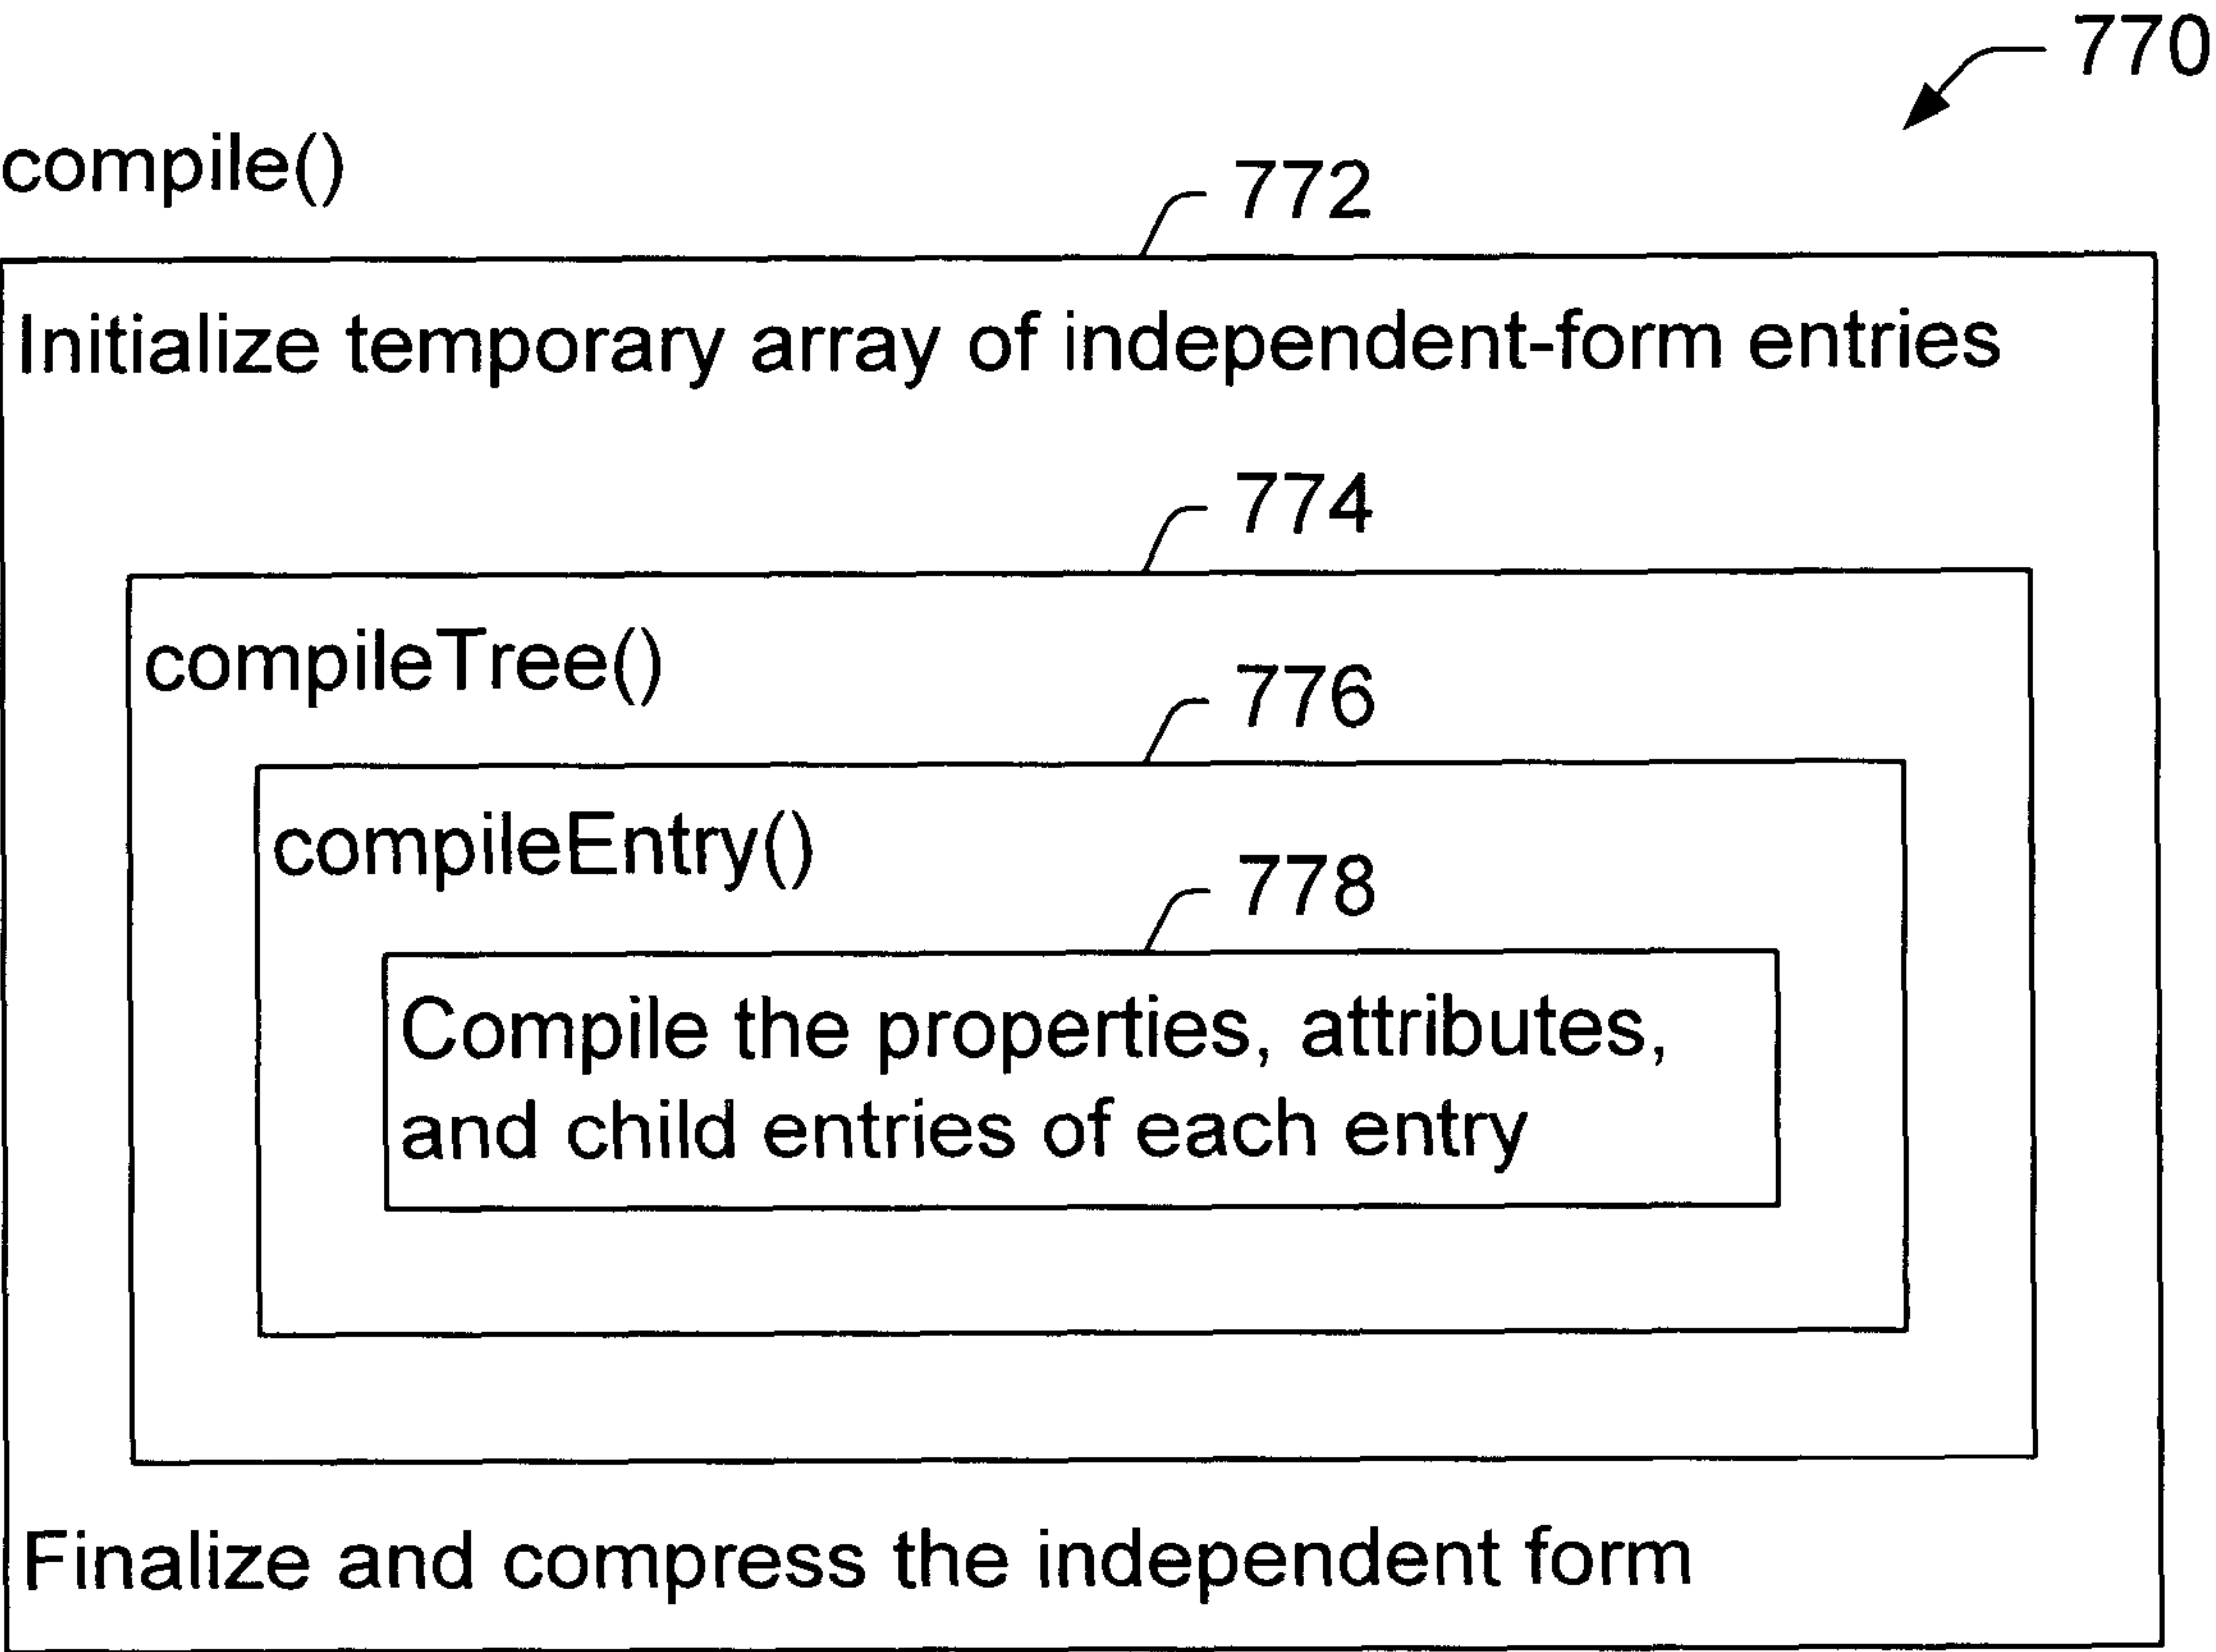 770
compile()
772
Initialize temporary array of independent-form entries
774
compileTree()
776
compileEntry()
778
Compile the properties, attributes,
and child entries of each entry
Finalize and compress the independent form